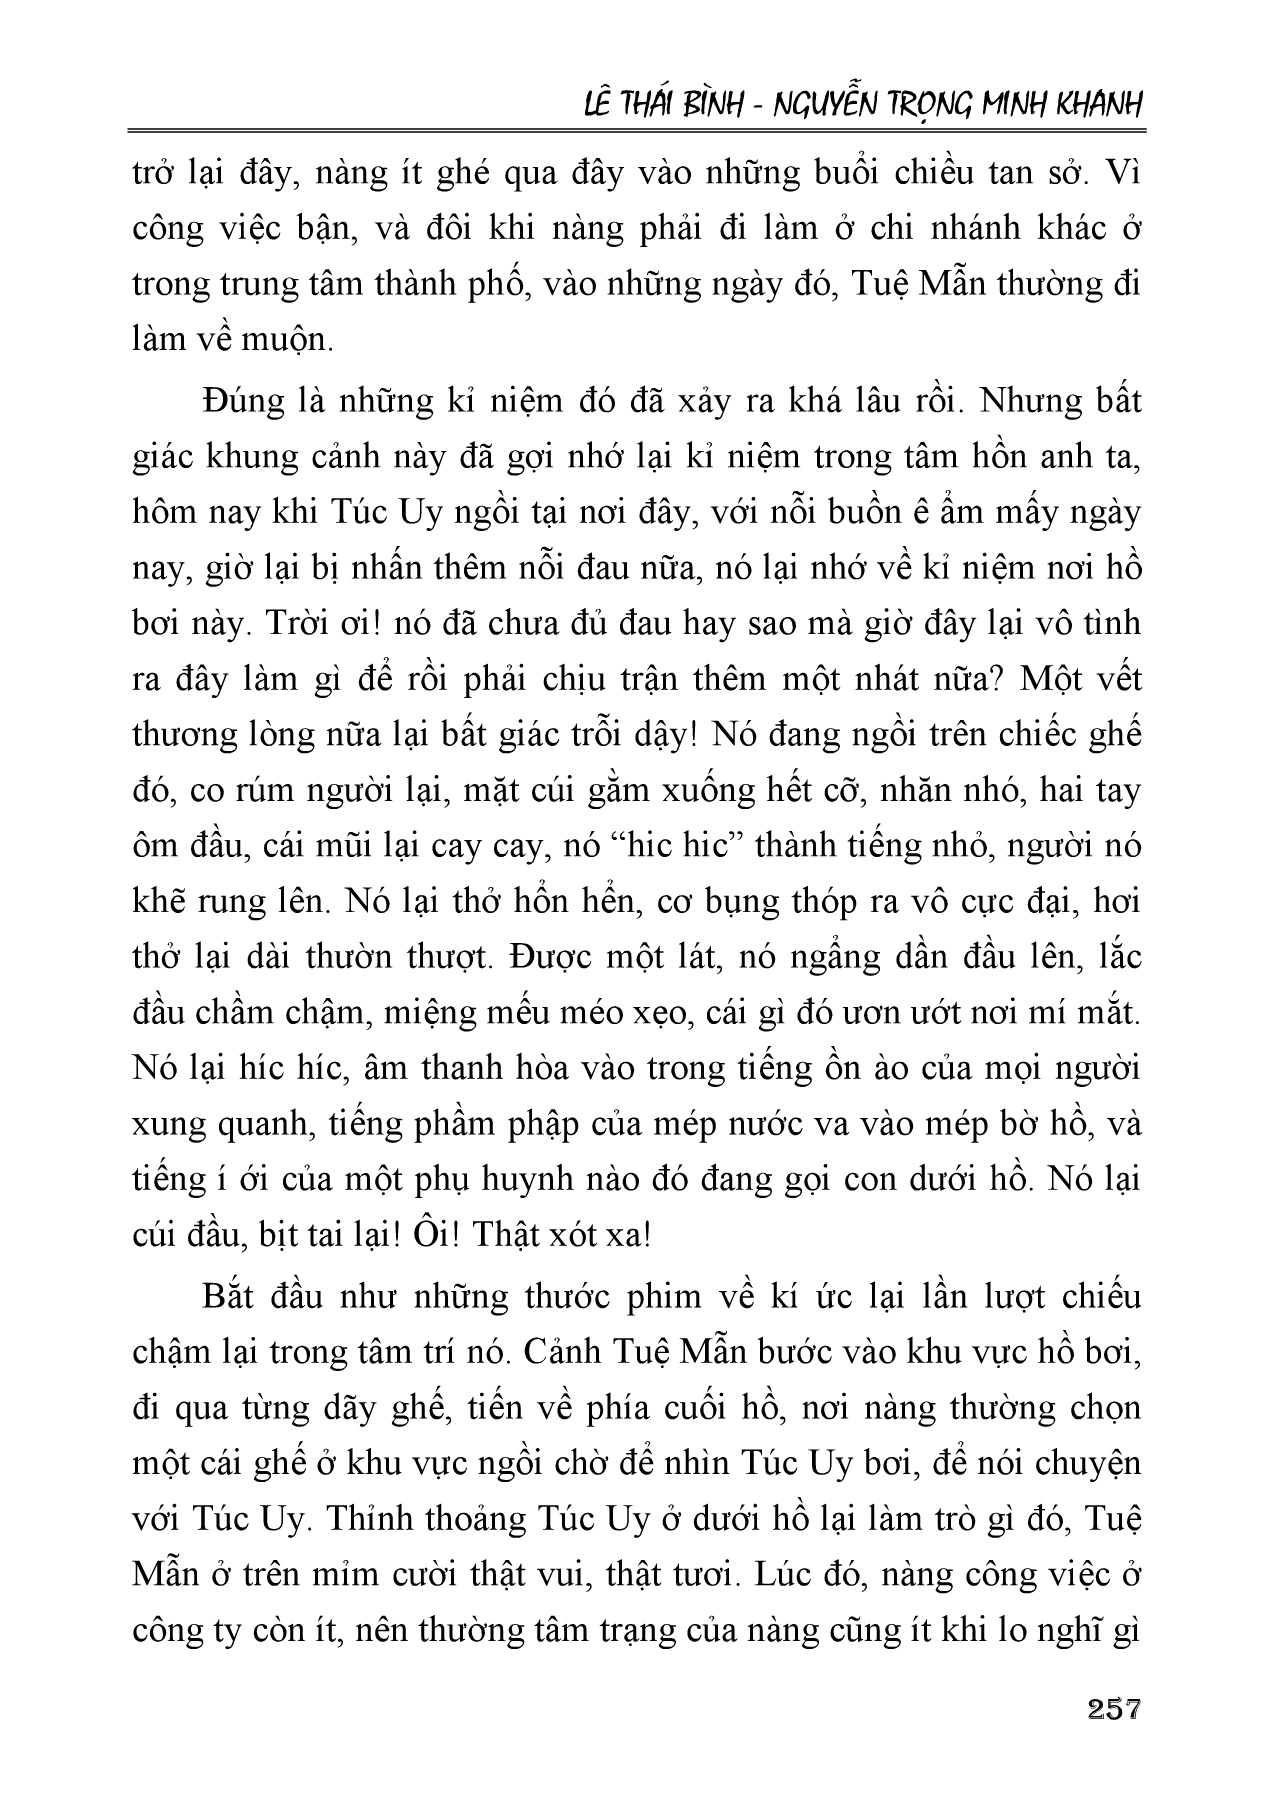 LÊ THÁI BÌNH - NGUYỄN TRỌNG MINH KHANH
trở lại đây, nàng ít ghé qua đây vào những buổi chiều tan sở. Vì
công việc bận, và đôi khi nàng phải đi làm ở chi nhánh khác ở
trong trung tâm thành phố, vào những ngày đó, Tuệ Mẫn thường đi
làm về muộn.
Đúng là những kỉ niệm đó đã xảy ra khá lâu rồi. Nhưng bất
giác khung cảnh này đã gợi nhớ lại kỉ niệm trong tâm hồn anh ta,
hôm nay khi Túc Uy ngồi tại nơi đây, với nỗi buồn ê ẩm mấy ngày
nay, giờ lại bị nhấn thêm nỗi đau nữa, nó lại nhớ về kỉ niệm nơi hồ
bơi này. Trời ơi! nó đã chưa đủ đau hay sao mà giờ đây lại vô tình
ra đây làm gì để rồi phải chịu trận thêm một nhát nữa? Một vết
thương lòng nữa lại bất giác trỗi dậy! Nó đang ngồi trên chiếc ghế
đó, co rúm người lại, mặt cúi gằm xuống hết cỡ, nhăn nhó, hai tay
ôm đầu, cái mũi lại cay cay, nó “hic hic” thành tiếng nhỏ, người nó
khẽ rung lên. Nó lại thở hổn hển, cơ bụng thóp ra vô cực đại, hơi
thở lại dài thườn thượt. Được một lát, nó ngẩng dần đầu lên, lắc
đầu chầm chậm, miệng mếu méo xẹo, cái gì đó ươn ướt nơi mí mắt.
Nó lại híc híc, âm thanh hòa vào trong tiếng ồn ào của mọi người
xung quanh, tiếng phầm phập của mép nước va vào mép bờ hồ, và
tiếng í ới của một phụ huynh nào đó đang gọi con dưới hồ. Nó lại
cúi đầu, bịt tai lại! Ôi! Thật xót xa!
Bắt đầu như những thước phim về kí ức lại lần lượt chiếu
chậm lại trong tâm trí nó. Cảnh Tuệ Mẫn bước vào khu vực hồ bơi,
đi qua từng dãy ghế, tiến về phía cuối hồ, nơi nàng thường chọn
một cái ghế ở khu vực ngồi chờ để nhìn Túc Uy bơi, để nói chuyện
với Túc Uy. Thỉnh thoảng Túc Uy ở dưới hồ lại làm trò gì đó, Tuệ
Mẫn ở trên mỉm cười thật vui, thật tươi. Lúc đó, nàng công việc ở
công ty còn ít, nên thường tâm trạng của nàng cũng ít khi lo nghĩ gì
257